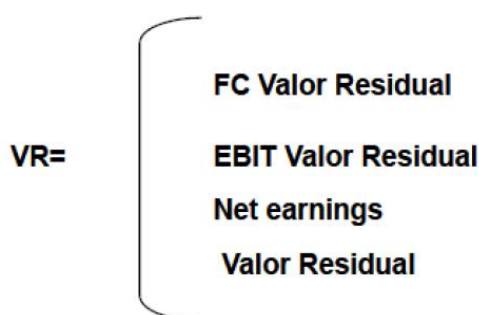 FC Valor Residual
VR= EBIT Valor Residual
Net earnings
Valor Residual